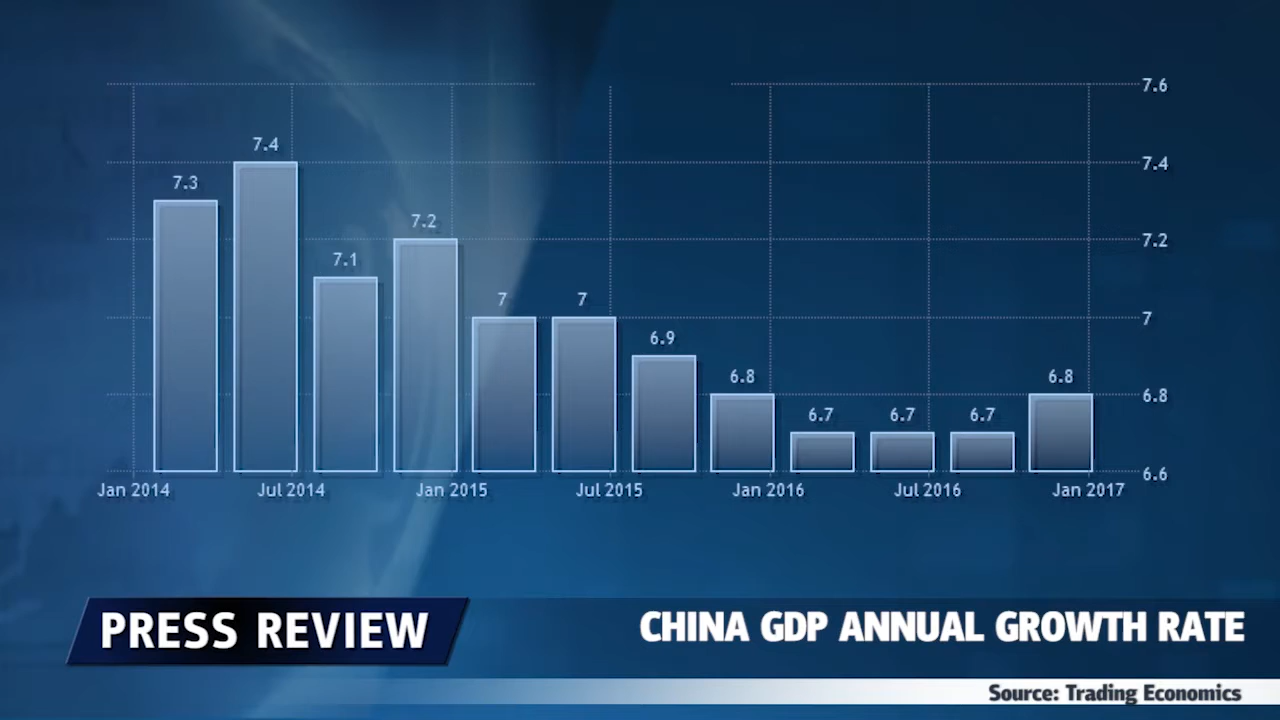 7.6
7.4
7.4
7.3
7.2
7.2
7.1
7
7
7
6.9
6.8
6.8
6.8
6.7
6.7
6.7
6.6
Jan 2014
Jul 2014
Jan 2015
Jul 2015
Jan 2016
Jul 2016
Jan 2017
PRESS REVIEW
CHINA GDP ANNUAL GROWTH RATE
Source: Trading Economics